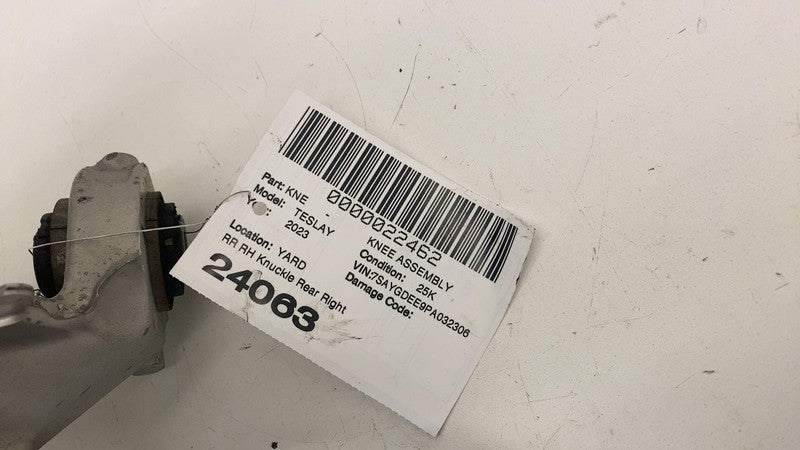 0000022462
Part: KNE - KNEE ASSEMBLY
Model: TESLAY Condition: 25K
Year: 2023 VIN:7SAYGDEE9PA032306
Location: YARD Damage Code:
RR RH Knuckle Rear Right
24063